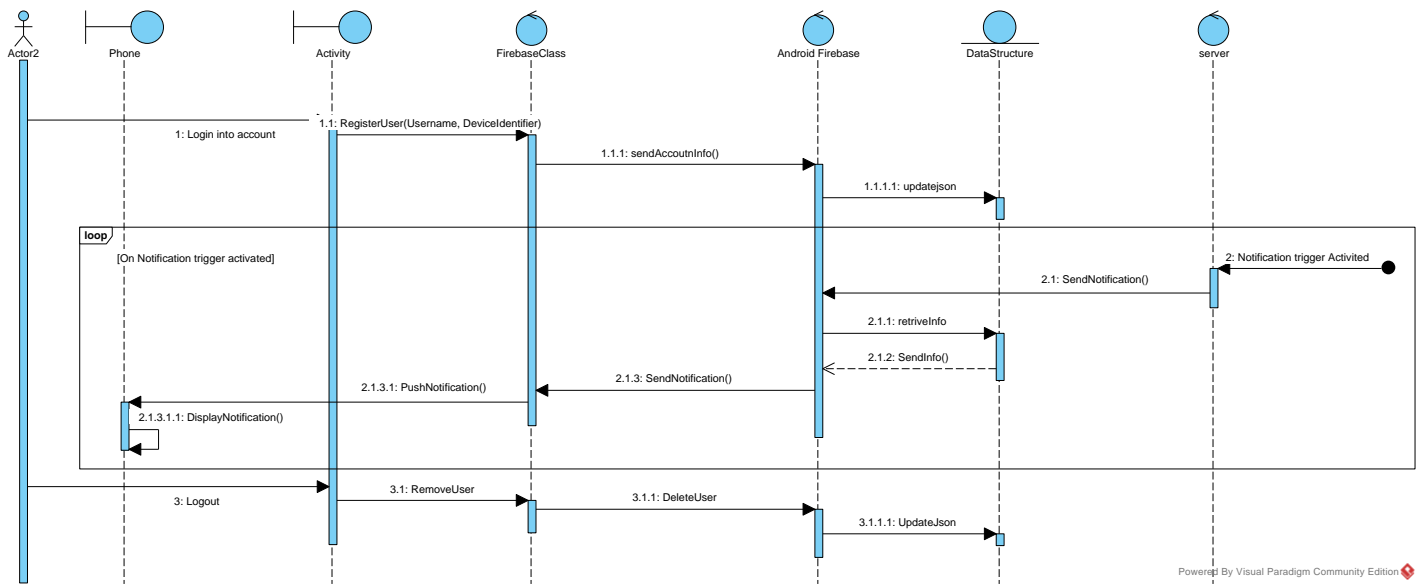 Actor2
Phone
Activity
FirebaseClass
Android Firebase
DataStructure
server
1: Login into account
1.1: RegisterUser(Username, DeviceIdentifier)
1.1.1: sendAccoutnInfo()
1.1.1.1: updatejson
loop
[On Notification trigger activated]
2: Notification trigger Activited
2.1: SendNotification()
2.1.1: retriveInfo
2.1.2: SendInfo()
2.1.3: SendNotification()
2.1.3.1: PushNotification()
2.1.3.1.1: DisplayNotification()
3: Logout
3.1: RemoveUser
3.1.1: DeleteUser
3.1.1.1: UpdateJson
Powered By Visual Paradigm Community Edition